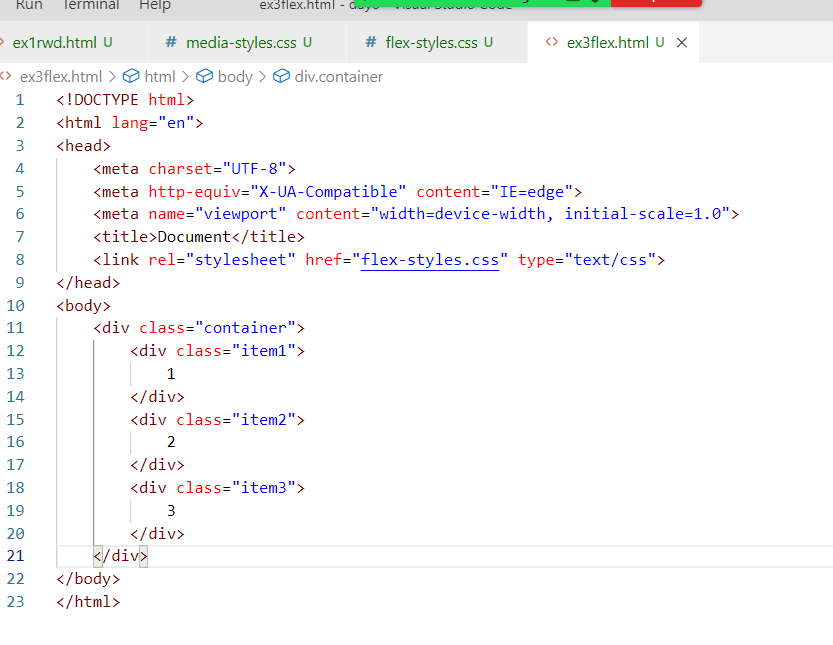 Run Terminal Help ex3flex.html -
ex1rwd.html U # media-styles.css U # flex-styles.css U <> ex3flex.html U ×
<> ex3flex.html > html > body > div.container
1 <!DOCTYPE html>
2 <html lang="en">
3 <head>
4     <meta charset="UTF-8">
5     <meta http-equiv="X-UA-Compatible" content="IE=edge">
6     <meta name="viewport" content="width=device-width, initial-scale=1.0">
7     <title>Document</title>
8     <link rel="stylesheet" href="flex-styles.css" type="text/css">
9 </head>
10 <body>
11     <div class="container">
12         <div class="item1">
13             1
14         </div>
15         <div class="item2">
16             2
17         </div>
18         <div class="item3">
19             3
20         </div>
21     </div>
22 </body>
23 </html>